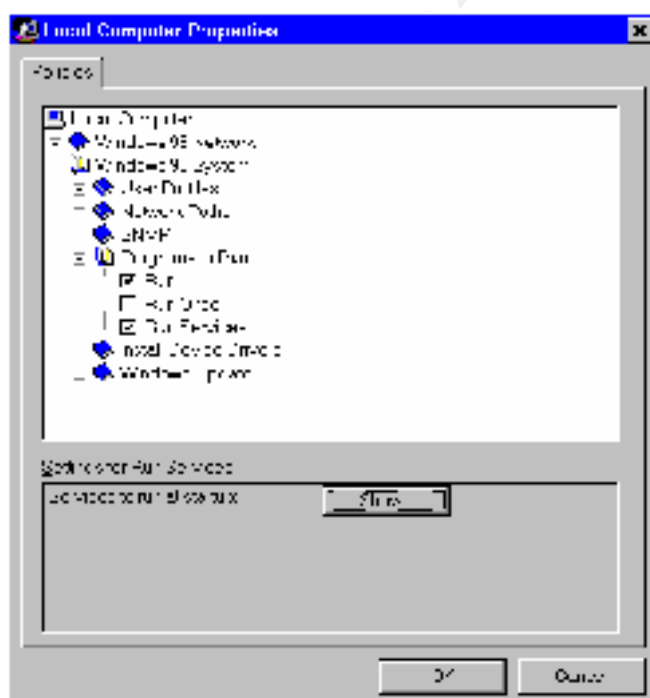 Local Computer Properties
Policies
Local Computer
Windows 98 Network
Windows 98 System
User Profiles
Network Paths
SNMP
Programs to Run
Run
Run Once
Run Services
Install Device Drivers
Windows Update
Settings for Run Services
Services to run at startup
Show...
OK
Cancel